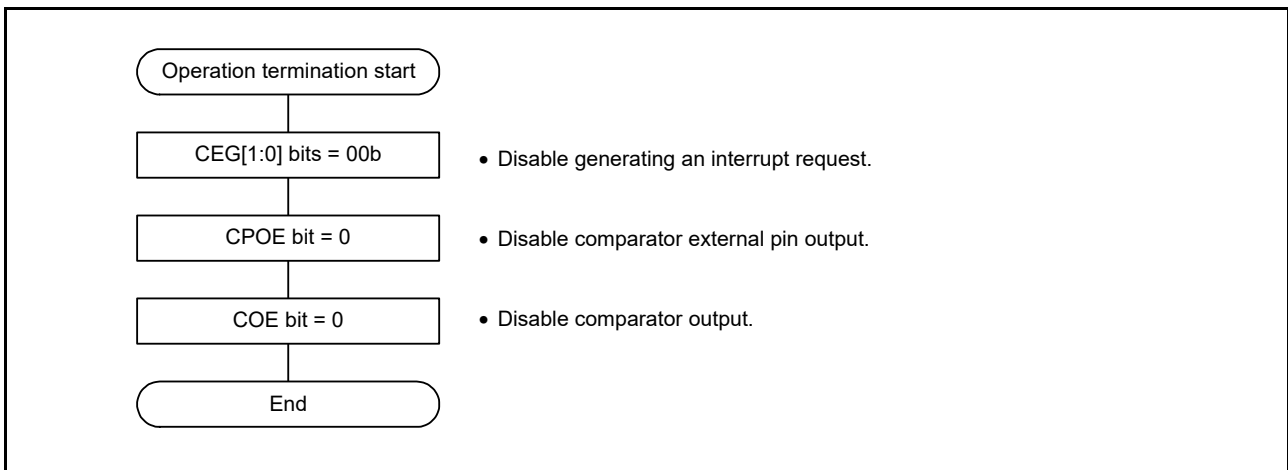 Operation termination start
CEG[1:0] bits = 00b
• Disable generating an interrupt request.
CPOE bit = 0
• Disable comparator external pin output.
COE bit = 0
• Disable comparator output.
End